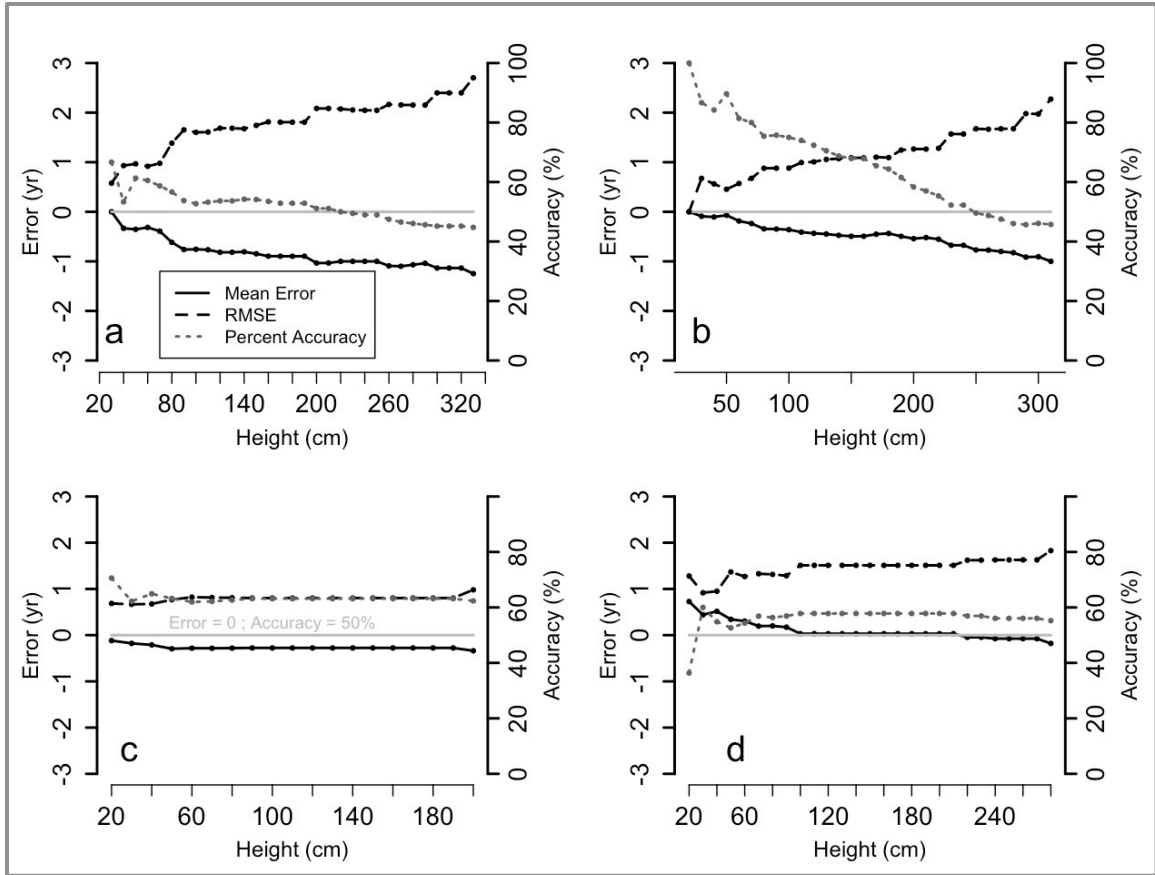 3
2
1
0
-1
-2
-3
Error (yr)
100
80
60
40
20
0
Accuracy (%)
Mean Error
RMSE
Percent Accuracy
a
20 80 140 200 260 320
Height (cm)
3
2
1
0
-1
-2
-3
Error (yr)
100
80
60
40
20
0
Accuracy (%)
b
50 100 200 300
Height (cm)
3
2
1
0
-1
-2
-3
Error (yr)
80
60
40
20
0
Accuracy (%)
Error = 0 ; Accuracy = 50%
c
20 60 100 140 180
Height (cm)
3
2
1
0
-1
-2
-3
Error (yr)
80
60
40
20
0
Accuracy (%)
d
20 60 120 180 240
Height (cm)